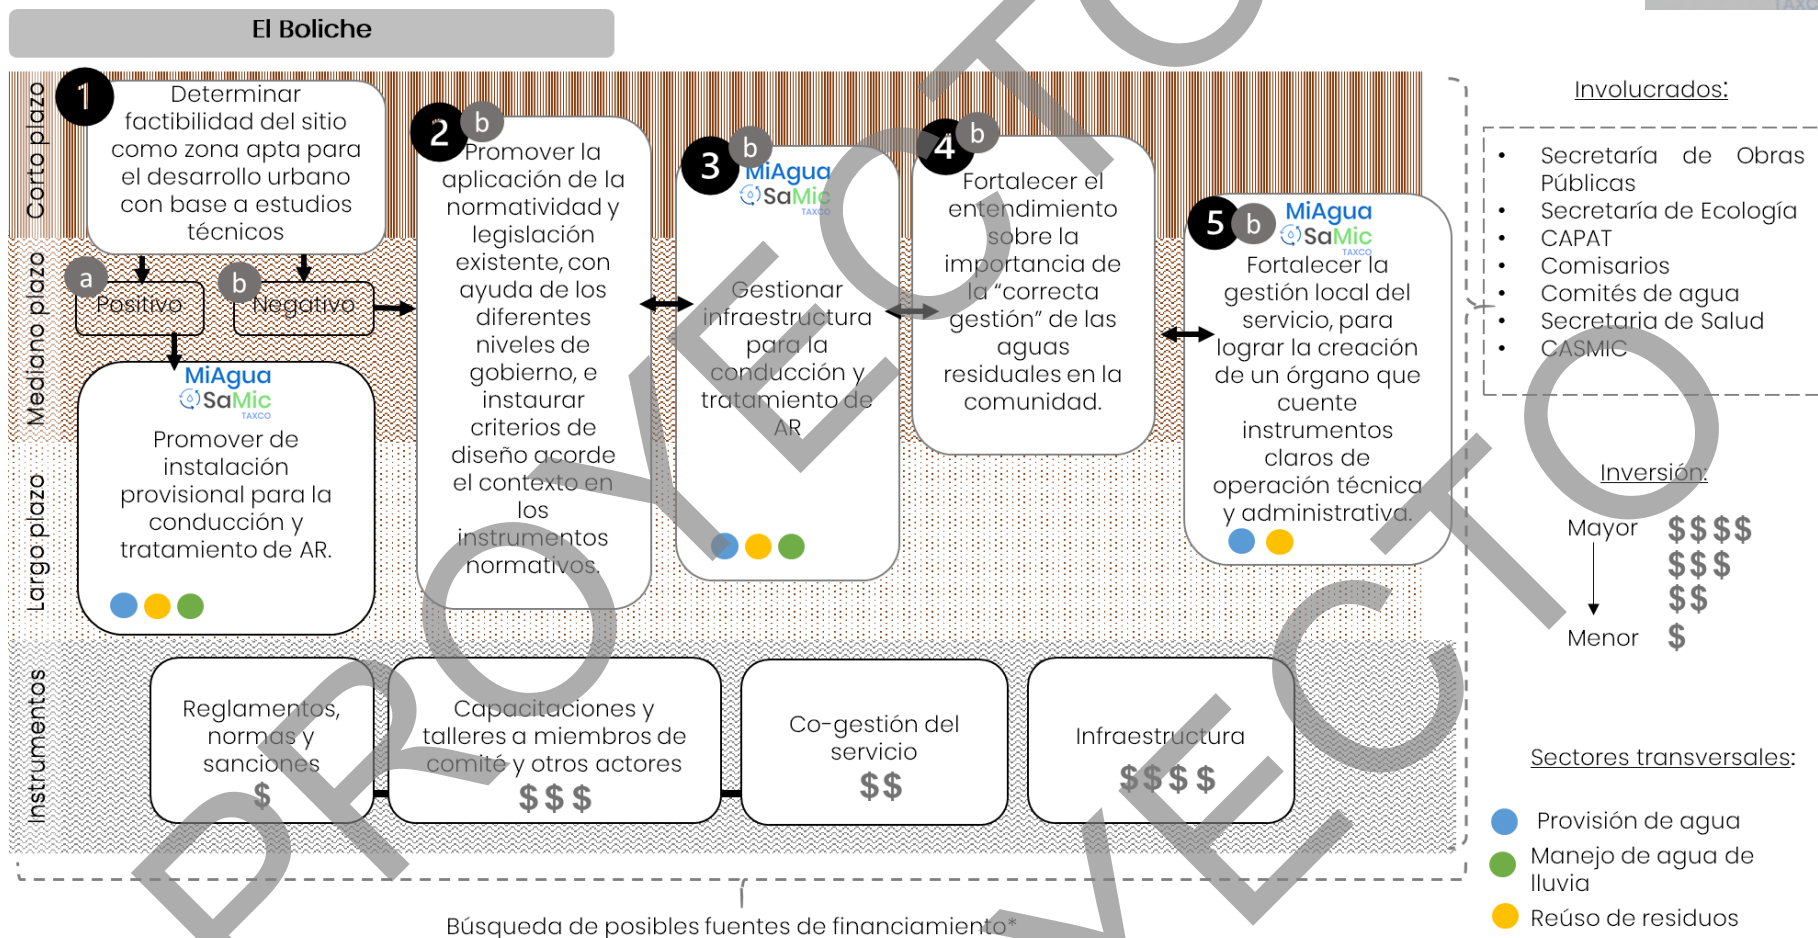 TAXCO
El Boliche
Corto plazo
Mediano plazo
Largo plazo
Instrumentos
1
Determinar
factibilidad del sitio
como zona apta para
el desarrollo urbano
con base a estudios
técnicos
a
Positivo
b
Negativo
MiAgua
SaMic
TAXCO
Promover de
instalación
provisional para la
conducción y
tratamiento de AR.
2
b
Promover la
aplicación de la
normatividad y
legislación
existente, con
ayuda de los
diferentes
niveles de
gobierno, e
instaurar
criterios de
diseño acorde
el contexto en
los
instrumentos
normativos.
3
b
MiAgua
SaMic
TAXCO
Gestionar
infraestructura
para la
conducción y
tratamiento de
AR
4
b
Fortalecer el
entendimiento
sobre la
importancia de
la “correcta
gestión” de las
aguas
residuales en la
comunidad.
5
b
MiAgua
SaMic
TAXCO
Fortalecer la
gestión local del
servicio, para
lograr la creación
de un órgano que
cuente
instrumentos
claros de
operación técnica
y administrativa.
Reglamentos,
normas y
sanciones
$
Capacitaciones y
talleres a miembros de
comité y otros actores
$$$
Co-gestión del
servicio
$$
Infraestructura
$$$$
Búsqueda de posibles fuentes de financiamiento*
Involucrados:
• Secretaría de Obras
Públicas
• Secretaría de Ecología
• CAPAT
• Comisarios
• Comités de agua
• Secretaria de Salud
• CASMIC
Inversión:
Mayor $$$$
$$$
$$
Menor $
Sectores transversales:
Provisión de agua
Manejo de agua de
lluvia
Reúso de residuos
PROYECTO
YECTO